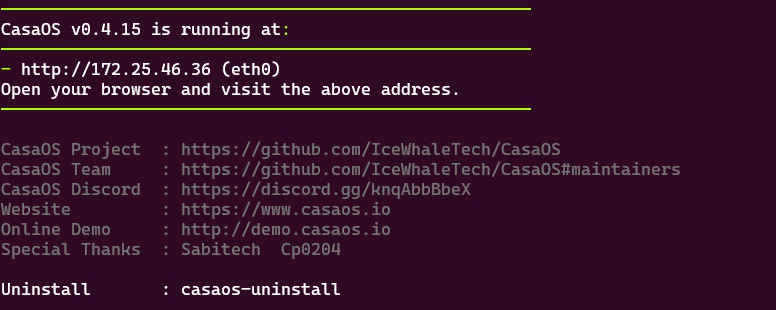 CasaOS v0.4.15 is running at:
- http://172.25.46.36 (eth0)
Open your browser and visit the above address.
CasaOS Project  : https://github.com/IceWhaleTech/CasaOS
CasaOS Team     : https://github.com/IceWhaleTech/CasaOS#maintainers
CasaOS Discord  : https://discord.gg/knqAbbBbeX
Website         : https://www.casaos.io
Online Demo     : http://demo.casaos.io
Special Thanks  : Sabitech  Cp0204
Uninstall       : casaos-uninstall